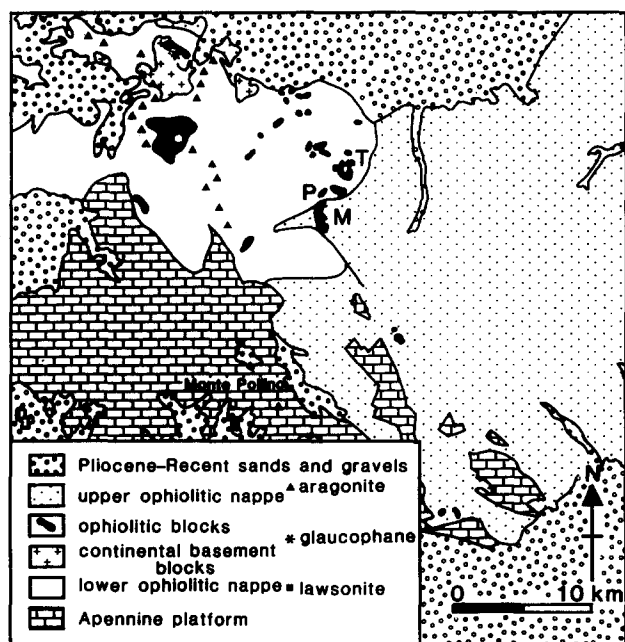 T
P
M
Monte Pollino
Pliocene–Recent sands and gravels
upper ophiolitic nappe
aragonite
ophiolitic blocks
glaucophane
continental basement
blocks
lower ophiolitic nappe
lawsonite
Apennine platform
N
0 10 km